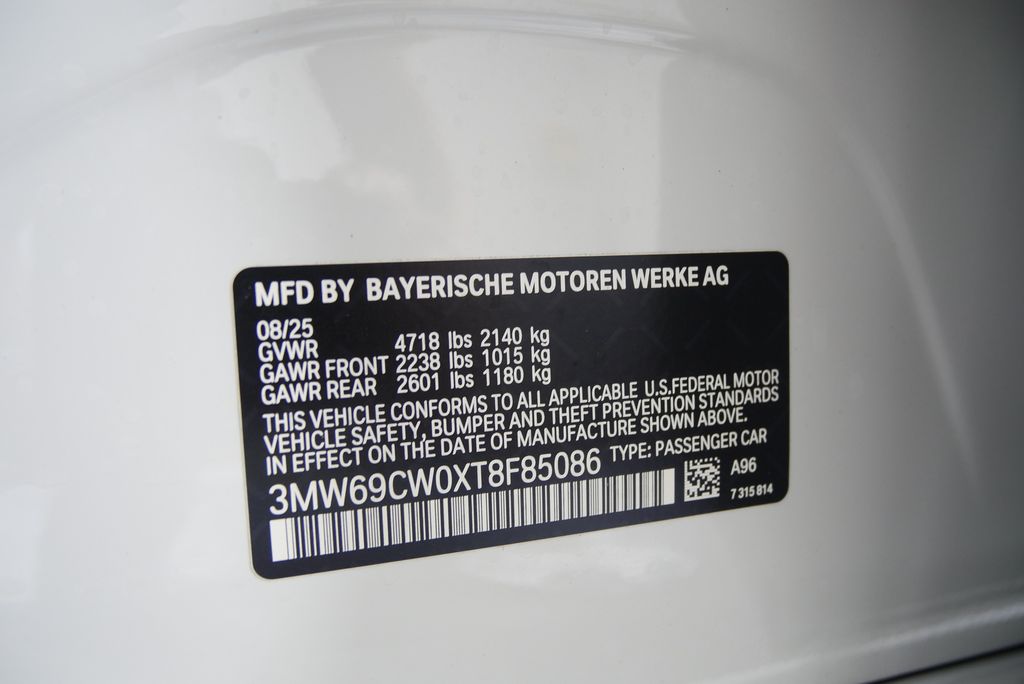 MFD BY BAYERISCHE MOTOREN WERKE AG
08/25
GVWR 4718 lbs 2140 kg
GAWR FRONT 2238 lbs 1015 kg
GAWR REAR 2601 lbs 1180 kg
THIS VEHICLE CONFORMS TO ALL APPLICABLE U.S.FEDERAL MOTOR
VEHICLE SAFETY, BUMPER AND THEFT PREVENTION STANDARDS
IN EFFECT ON THE DATE OF MANUFACTURE SHOWN ABOVE.
3MW69CW0XT8F85086 TYPE: PASSENGER CAR
A96
7 315 814